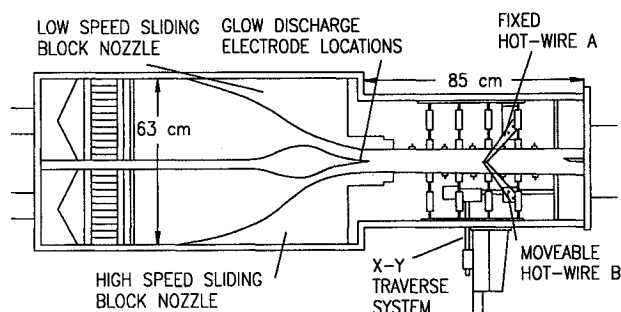 LOW SPEED SLIDING
BLOCK NOZZLE
GLOW DISCHARGE
ELECTRODE LOCATIONS
FIXED
HOT-WIRE A
85 cm
63 cm
HIGH SPEED SLIDING
BLOCK NOZZLE
X-Y
TRAVERSE
SYSTEM
MOVEABLE
HOT-WIRE B